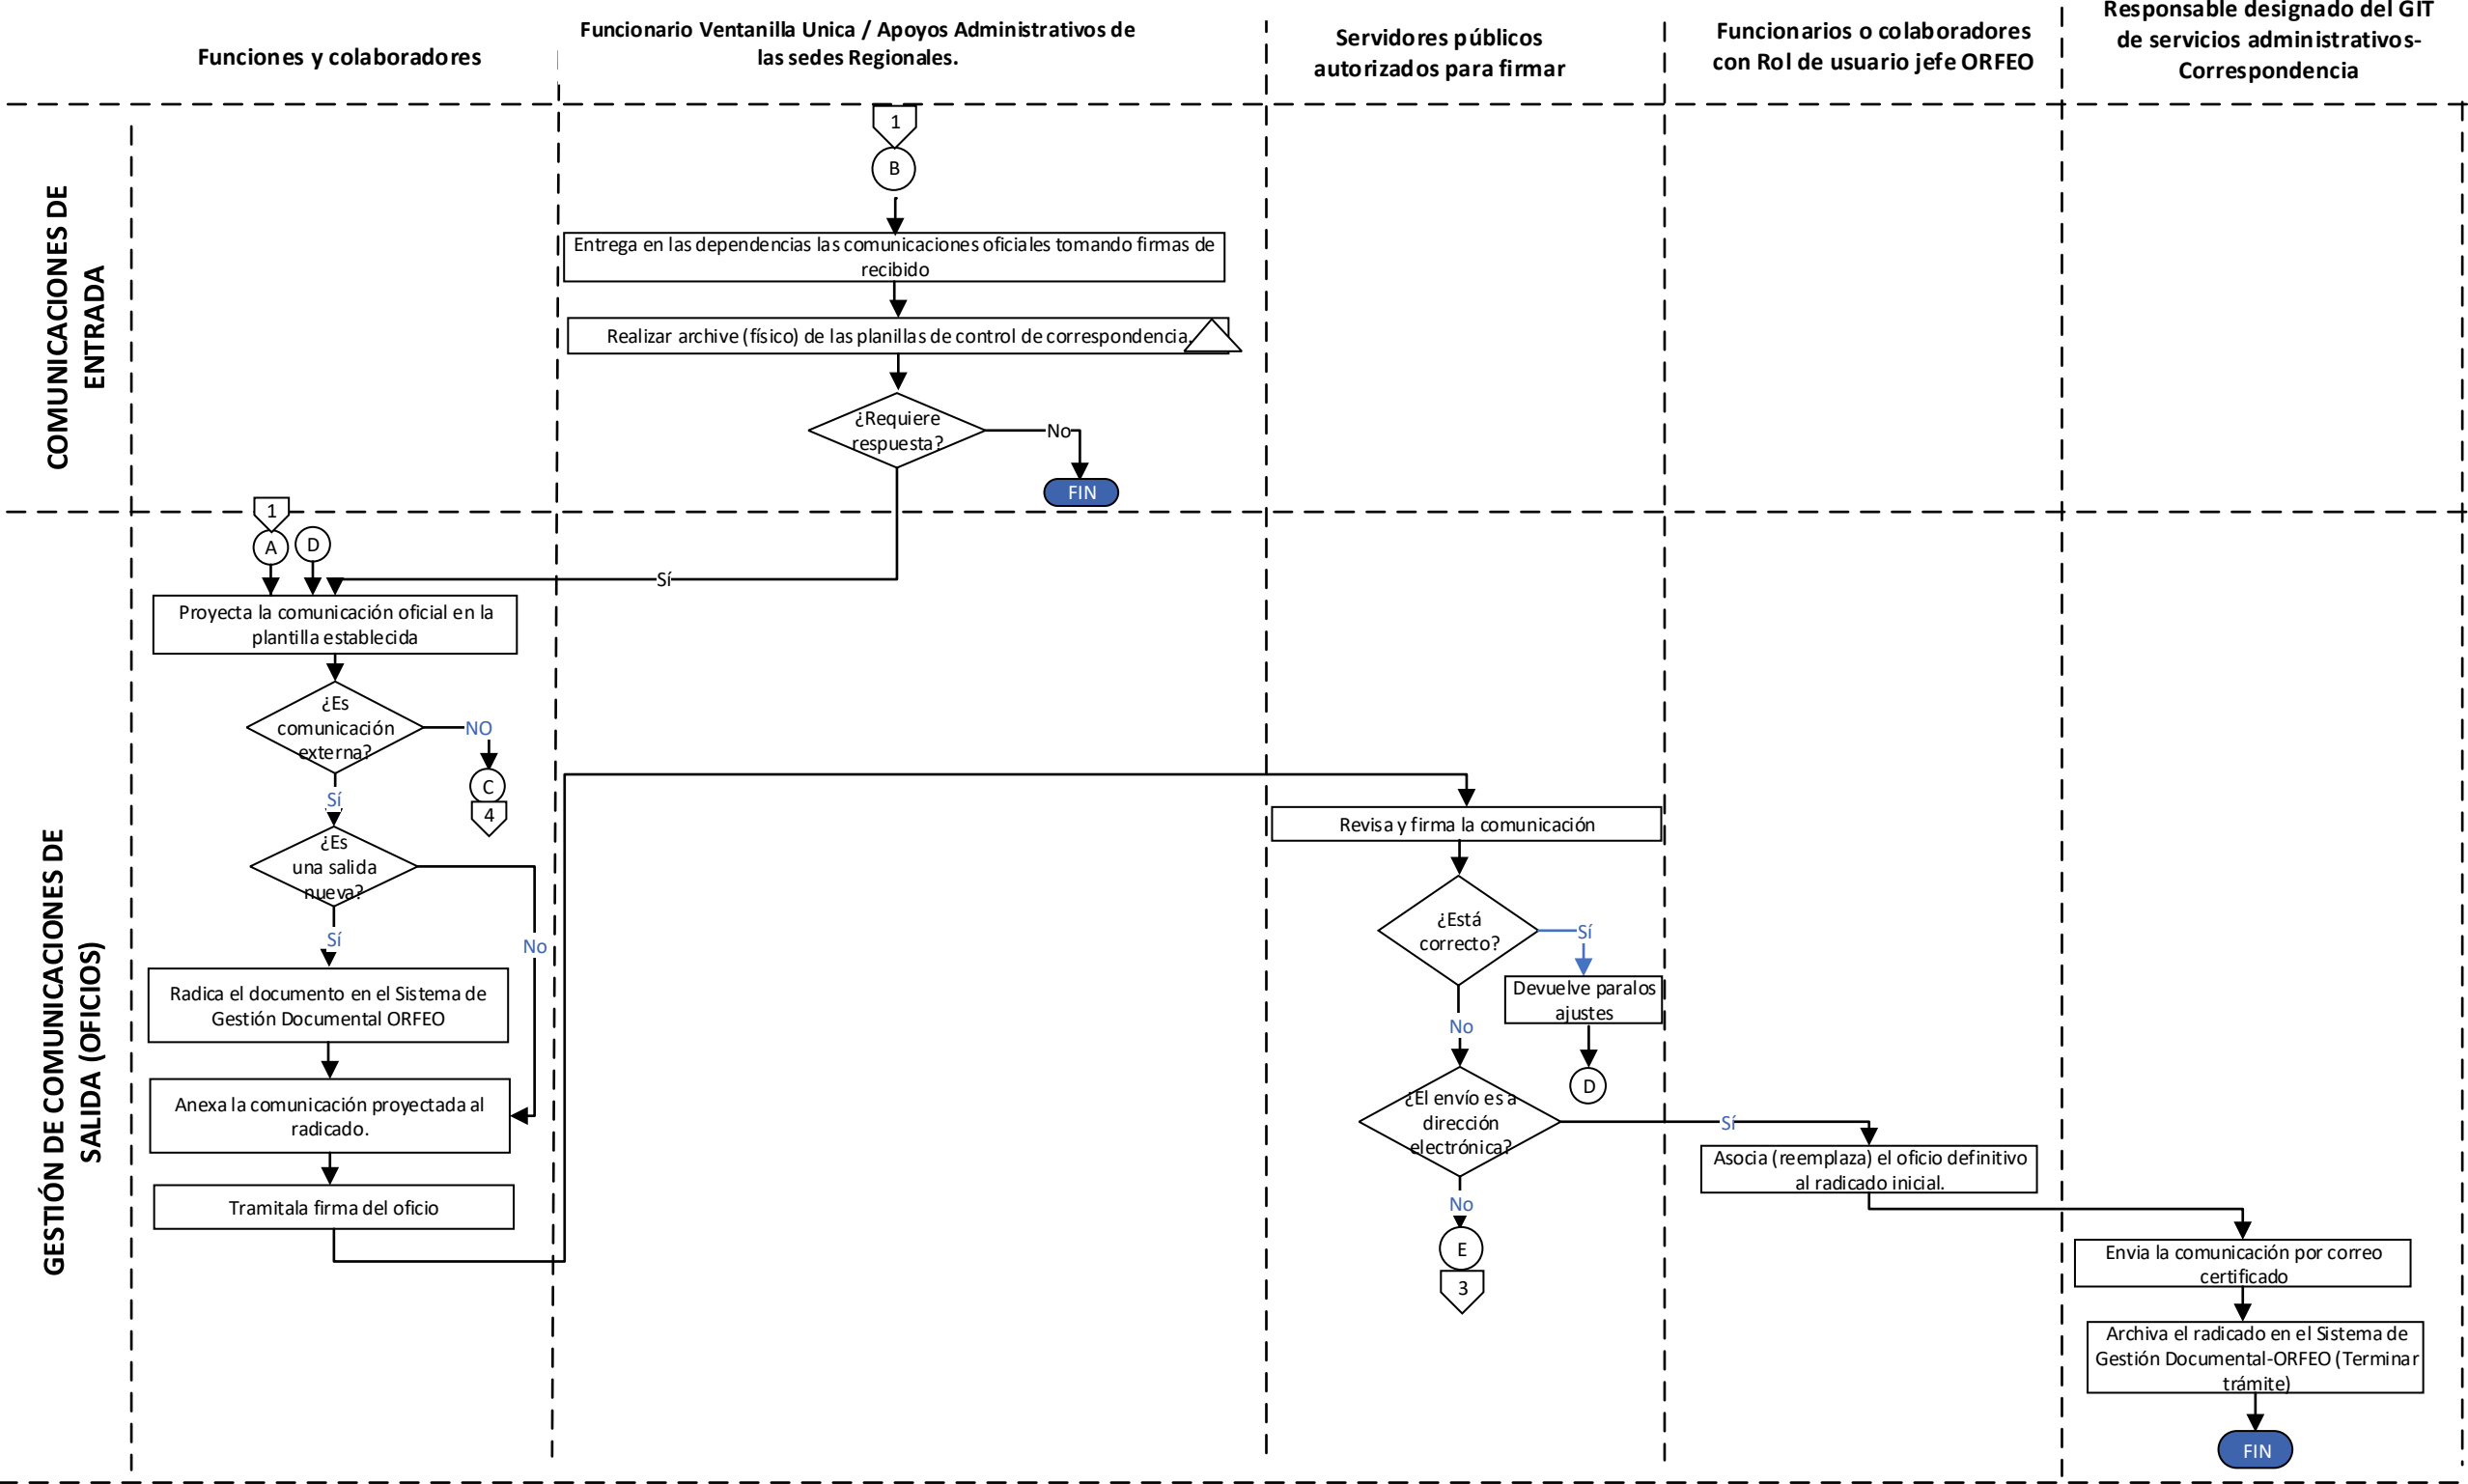 Funciones y colaboradores
Funcionario Ventanilla Unica / Apoyos Administrativos de
las sedes Regionales.
Servidores públicos
autorizados para firmar
Funcionarios o colaboradores
con Rol de usuario jefe ORFEO
Responsable designado del GIT
de servicios administrativos-
Correspondencia
COMUNICACIONES DE
ENTRADA
1
B
Entrega en las dependencias las comunicaciones oficiales tomando firmas de
recibido
Realizar archive (físico) de las planillas de control de correspondencia.
¿Requiere
respuesta?
No
FIN
Sí
GESTIÓN DE COMUNICACIONES DE
SALIDA (OFICIOS)
1
A
D
Proyecta la comunicación oficial en la
plantilla establecida
¿Es
comunicación
externa?
NO
C
4
Sí
¿Es
una salida
nueva?
No
Sí
Radica el documento en el Sistema de
Gestión Documental ORFEO
Anexa la comunicación proyectada al
radicado.
Tramitala firma del oficio
Revisa y firma la comunicación
¿Está
correcto?
Sí
Devuelve paralos
ajustes
D
No
¿El envío es a
dirección
electrónica?
Sí
No
E
3
Asocia (reemplaza) el oficio definitivo
al radicado inicial.
Envia la comunicación por correo
certificado
Archiva el radicado en el Sistema de
Gestión Documental-ORFEO (Terminar
trámite)
FIN